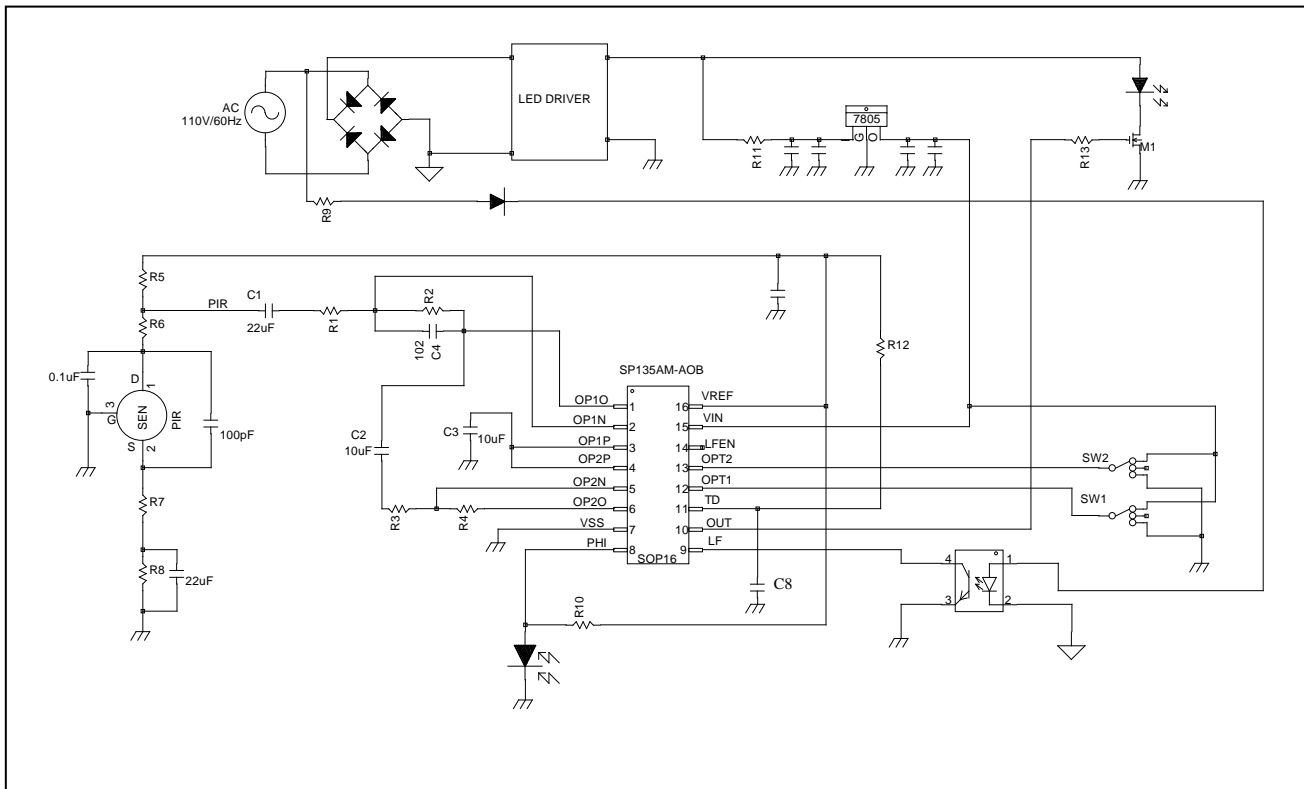 AC
110V/60Hz
LED DRIVER
7805
I
G
O
R11
R13
M1
R9
R5
PIR
C1
22uF
R1
R2
102
C4
R6
R12
0.1uF
D
1
3
G
SEN
PIR
S
2
100pF
SP135AM-AOB
OP1O
1
16
VREF
OP1N
2
15
VIN
C3
10uF
OP1P
3
14
LFEN
C2
10uF
OP2P
4
13
OPT2
SW2
OP2N
5
12
OPT1
SW1
R3
R4
OP2O
6
11
TD
R7
VSS
7
10
OUT
PHI
8
9
LF
SOP16
R8
22uF
C8
4
1
3
2
R10